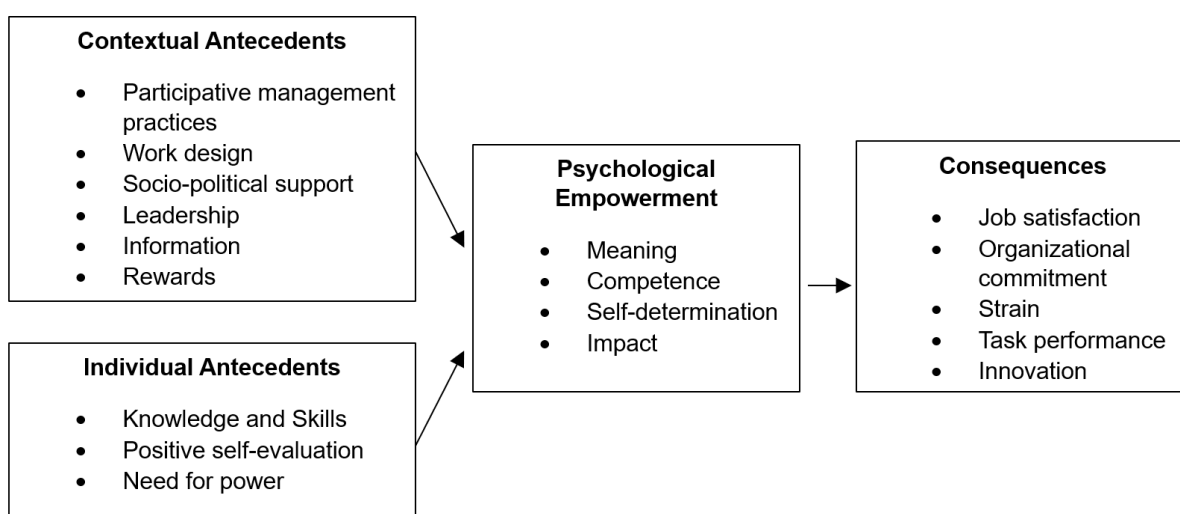 Contextual Antecedents
• Participative management
practices
• Work design
• Socio-political support
• Leadership
• Information
• Rewards
Individual Antecedents
• Knowledge and Skills
• Positive self-evaluation
• Need for power
Psychological
Empowerment
• Meaning
• Competence
• Self-determination
• Impact
Consequences
• Job satisfaction
• Organizational
commitment
• Strain
• Task performance
• Innovation